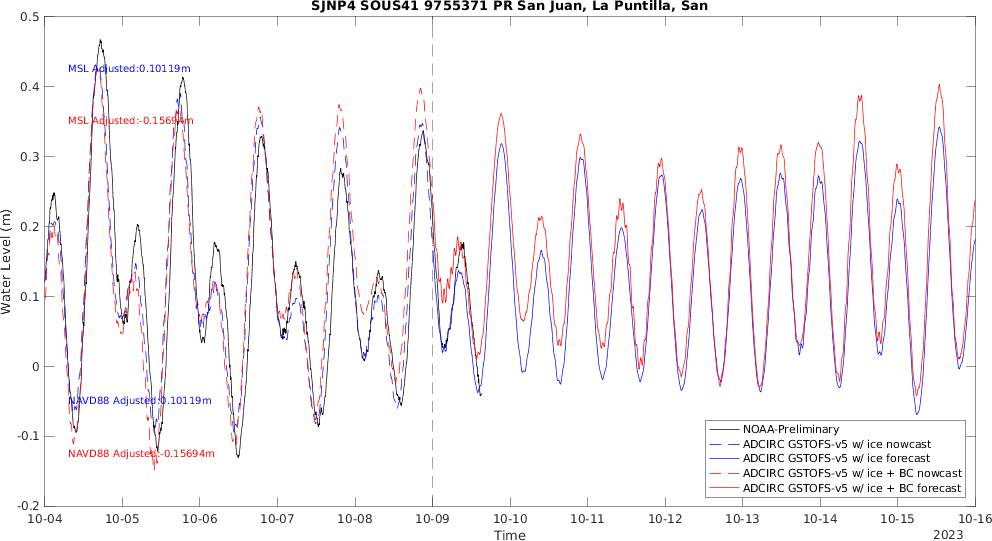 SJNP4 SOUS41 9755371 PR San Juan, La Puntilla, San
0.5
0.4
0.3
0.2
0.1
0
-0.1
-0.2
Water Level (m)
MSL Adjusted:0.10119m
MSL Adjusted:-0.15694m
NAVD88 Adjusted:0.10119m
NAVD88 Adjusted:-0.15694m
NOAA-Preliminary
ADCIRC GSTOFS-v5 w/ ice nowcast
ADCIRC GSTOFS-v5 w/ ice forecast
ADCIRC GSTOFS-v5 w/ ice + BC nowcast
ADCIRC GSTOFS-v5 w/ ice + BC forecast
10-04 10-05 10-06 10-07 10-08 10-09 10-10 10-11 10-12 10-13 10-14 10-15 10-16
Time
2023